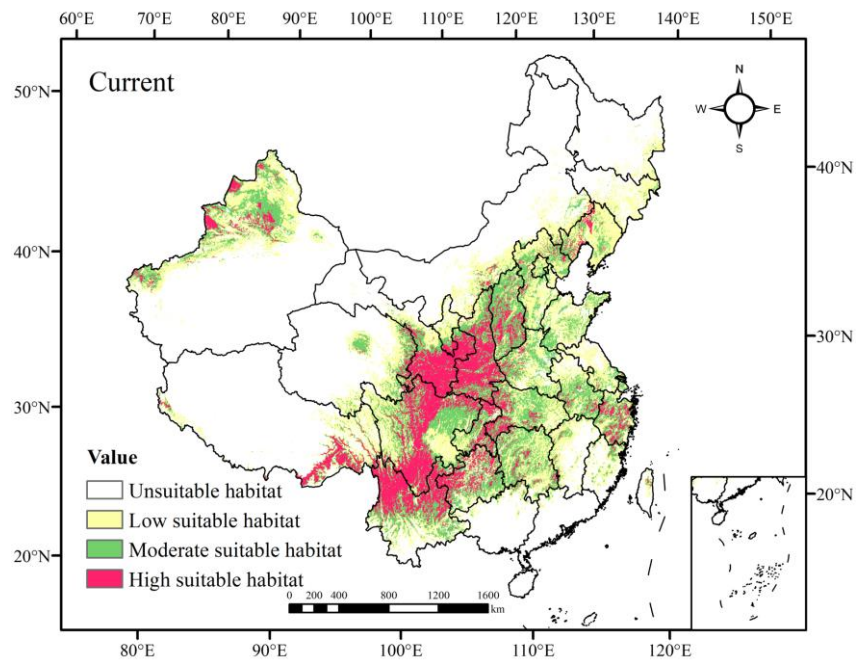 60°E 70°E 80°E 90°E 100°E 110°E 120°E 130°E 140°E 150°E
Current
N
W E
S
50°N
40°N
40°N
30°N
30°N
20°N
20°N
Value
Unsuitable habitat
Low suitable habitat
Moderate suitable habitat
High suitable habitat
0 200 400 800 1200 1600
km
80°E 90°E 100°E 110°E 120°E